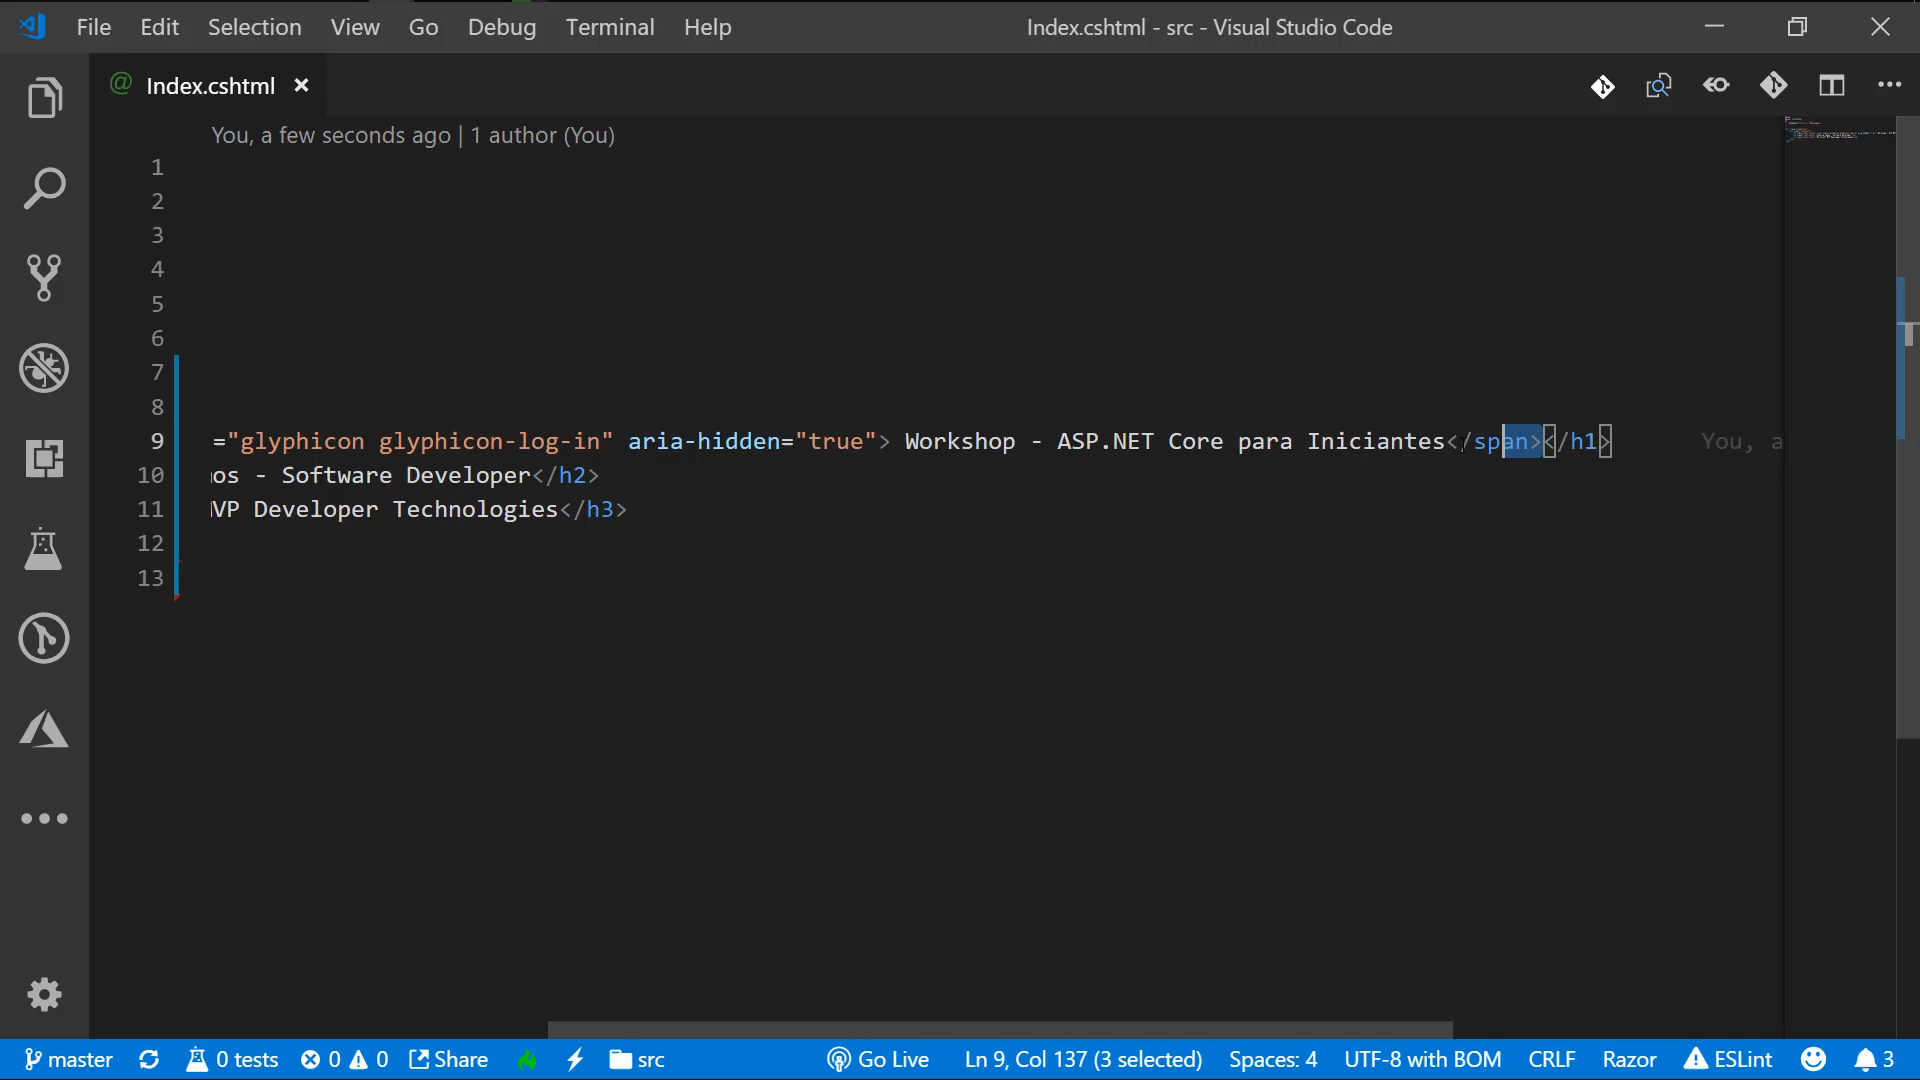 File Edit Selection View Go Debug Terminal Help Index.cshtml - src - Visual Studio Code
@ Index.cshtml
You, a few seconds ago | 1 author (You)
1
2
3
4
5
6
7
8
9 ="glyphicon glyphicon-log-in" aria-hidden="true"> Workshop - ASP.NET Core para Iniciantes</span></h1> You, a
10 os - Software Developer</h2>
11 VP Developer Technologies</h3>
12
13
master 0 tests 0 0 Share src Go Live Ln 9, Col 137 (3 selected) Spaces: 4 UTF-8 with BOM CRLF Razor ESLint 3